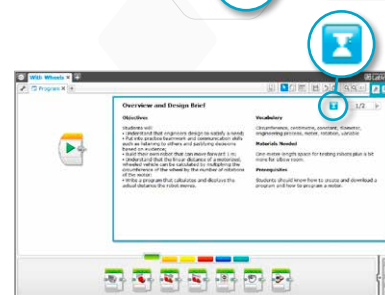 With Wheels
Program
1/2
Overview and Design Brief
Objectives
Students will:
• Understand that engineers design to satisfy a need;
• Put into practice teamwork and communication skills
such as listening to others and justifying decisions
based on evidence;
• Build their own robot that can move forward 1 m;
• Understand that the linear distance of a motorized,
wheeled vehicle can be calculated by multiplying the
circumference of the wheel by the number of rotations
of the motor;
• Write a program that calculates and displays the
actual distance the robot moves.
Vocabulary
Circumference, centimetre, constant, diameter,
engineering process, meter, rotation, variable
Materials Needed
One-meter-length space for testing robots plus a bit
more for elbow room.
Prerequisites
Students should know how to create and download a
program and how to program a motor.